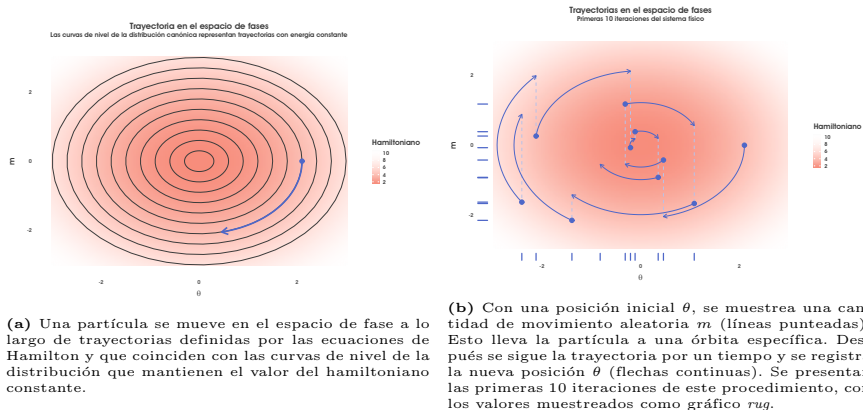 Trayectoria en el espacio de fases
Las curvas de nivel de la distribución canónica representan trayectorias con energía constante
2
0
-2
m
-2
0
2
θ
Hamiltoniano
10
8
6
4
2
(a) Una partícula se mueve en el espacio de fase a lo
largo de trayectorias definidas por las ecuaciones de
Hamilton y que coinciden con las curvas de nivel de la
distribución que mantienen el valor del hamiltoniano
constante.
Trayectorias en el espacio de fases
Primeras 10 iteraciones del sistema físico
2
0
-2
m
-2
0
2
θ
Hamiltoniano
10
8
6
4
2
(b) Con una posición inicial θ, se muestrea una can
tidad de movimiento aleatoria m (líneas punteadas)
Esto lleva la partícula a una órbita específica. Des
pués se sigue la trayectoria por un tiempo y se registr
la nueva posición θ (flechas continuas). Se presentan
las primeras 10 iteraciones de este procedimiento, con
los valores muestreados como gráfico rug.